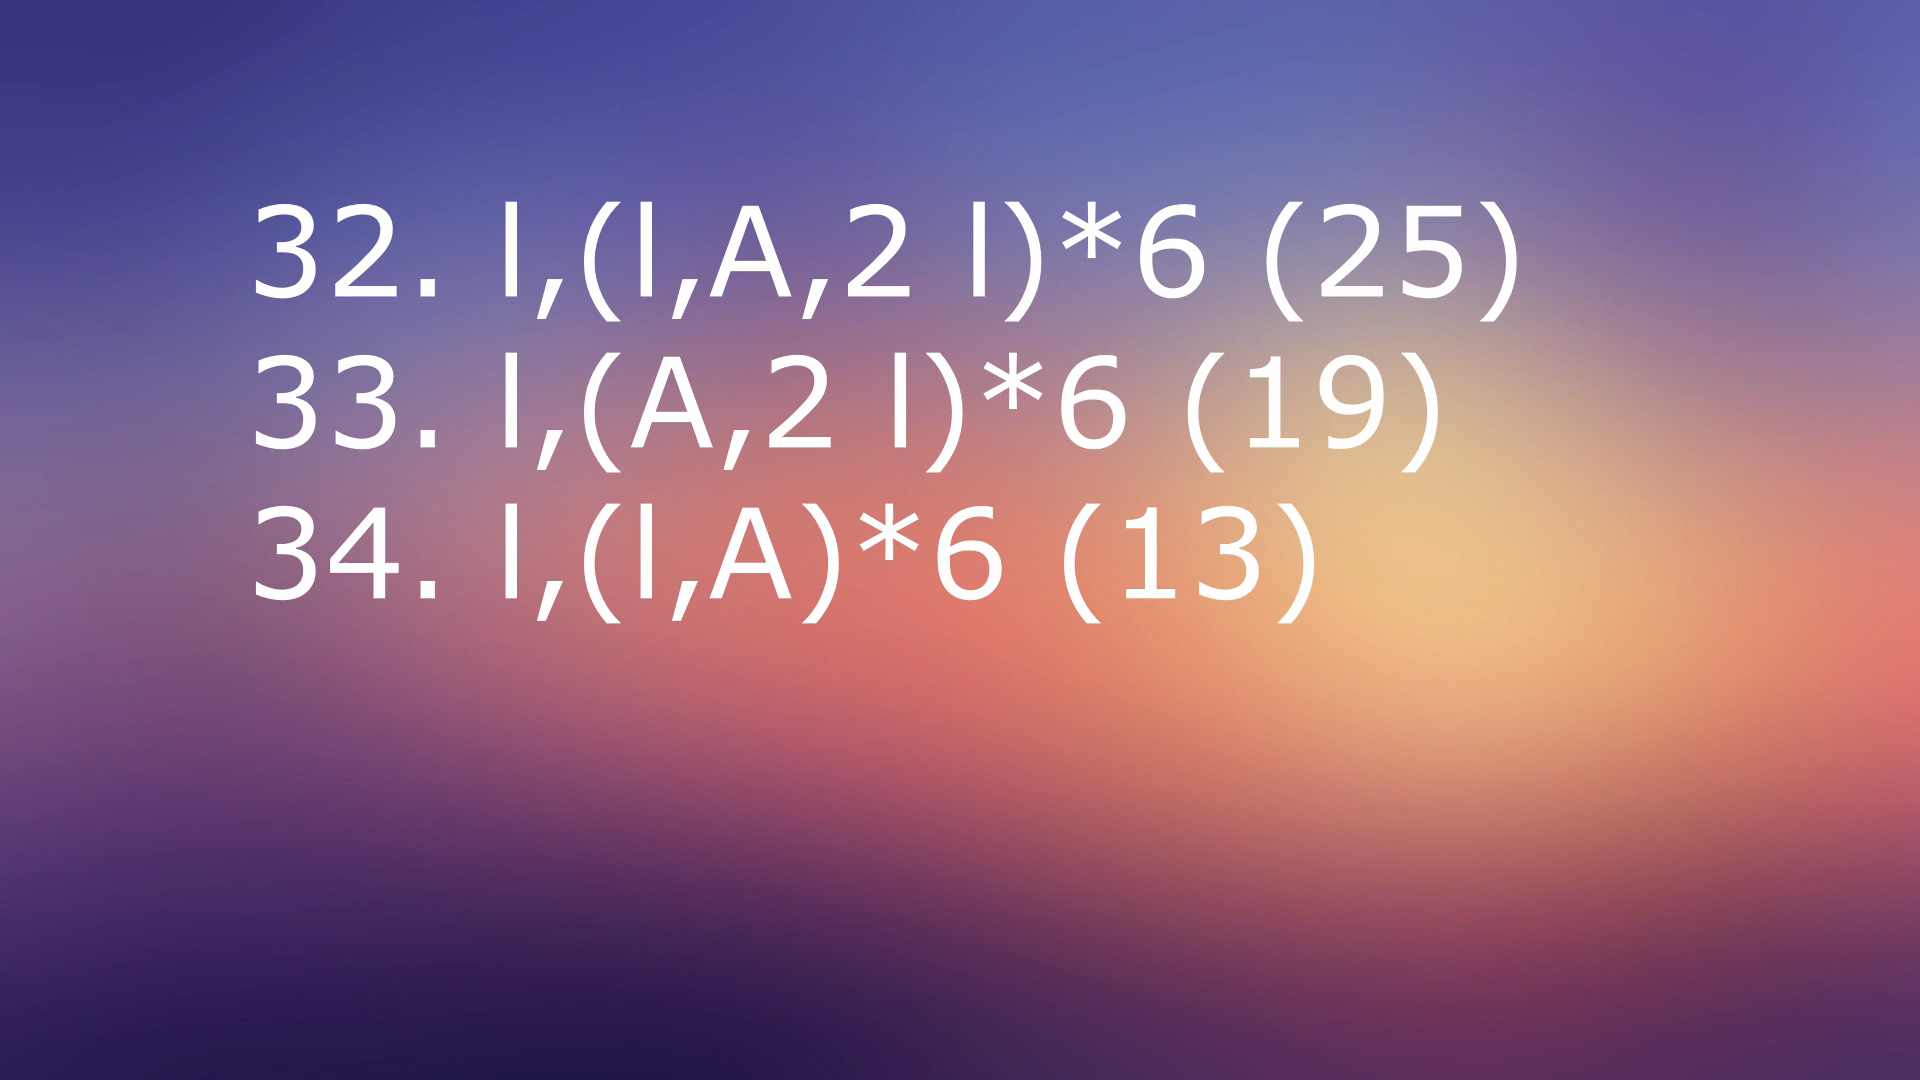 32. l,(l,A,2 l)*6 (25)
33. l,(A,2 l)*6 (19)
34. l,(l,A)*6 (13)